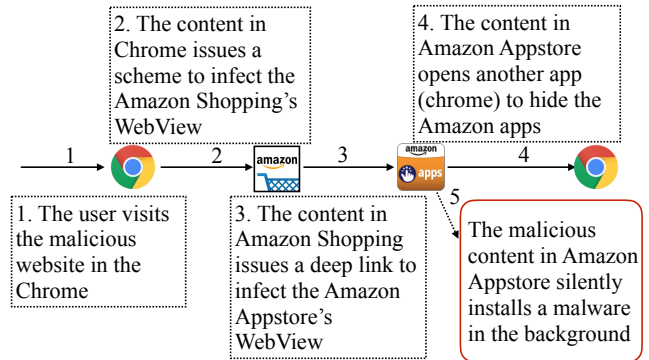 2. The content in
Chrome issues a
scheme to infect the
Amazon Shopping's
WebView
4. The content in
Amazon Appstore
opens another app
(chrome) to hide the
Amazon apps
1
2
amazon
3
amazon
apps
4
5
1. The user visits
the malicious
website in the
Chrome
3. The content in
Amazon Shopping
issues a deep link to
infect the Amazon
Appstore's
WebView
The malicious
content in Amazon
Appstore silently
installs a malware
in the background